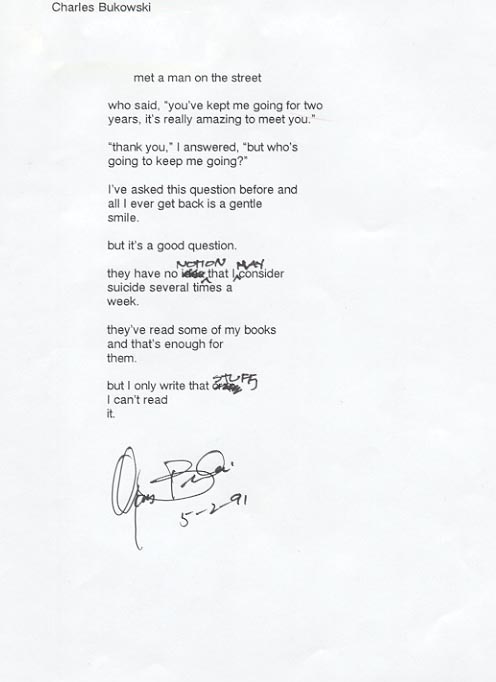 Charles Bukowski
met a man on the street
who said, "you've kept me going for two
years, it's really amazing to meet you."
"thank you," I answered, "but who's
going to keep me going?"
I've asked this question before and
all I ever get back is a gentle
smile.
but it's a good question.
NOTION MAY
they have no that I consider
suicide several times a
week.
they've read some of my books
and that's enough for
them.
STUFF
but I only write that
I can't read
it.
5-2-91